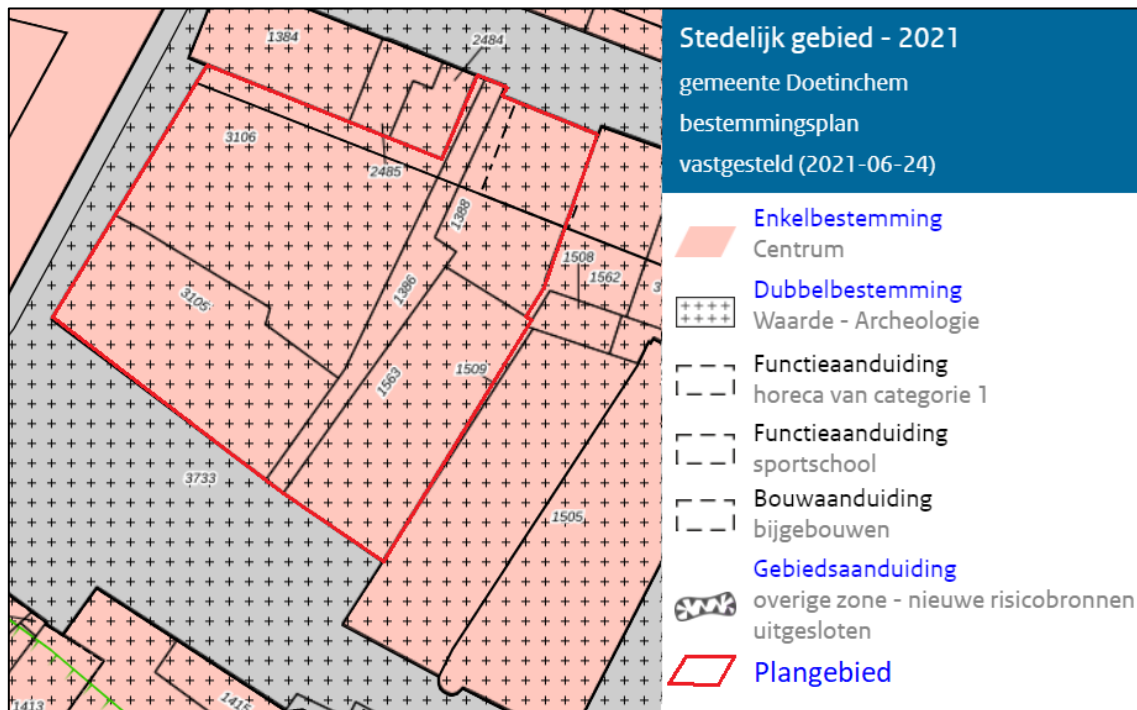 1384
2484
3106
2485
1388
1508
1562
1386
3105
1509
1563
3733
1505
1413
1415
Stedelijk gebied - 2021
gemeente Doetinchem
bestemmingsplan
vastgesteld (2021-06-24)
Enkelbestemming
Centrum
Dubbelbestemming
Waarde - Archeologie
Functieaanduiding
horeca van categorie 1
Functieaanduiding
sportschool
Bouwaanduiding
bijgebouwen
Gebiedsaanduiding
overige zone - nieuwe risicobronnen
uitgesloten
Plangebied